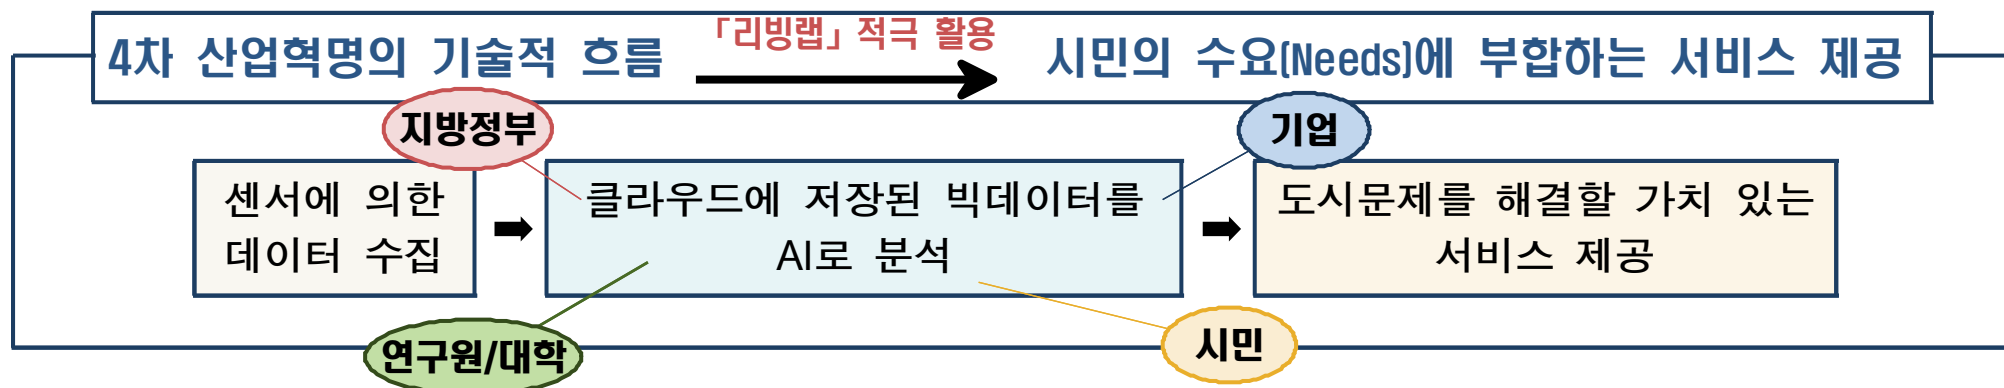 「리빙랩」 적극 활용
4차 산업혁명의 기술적 흐름
시민의 수요(Needs)에 부합하는 서비스 제공
지방정부
기업
센서에 의한
데이터 수집
클라우드에 저장된 빅데이터를
AI로 분석
도시문제를 해결할 가치 있는
서비스 제공
연구원/대학
시민